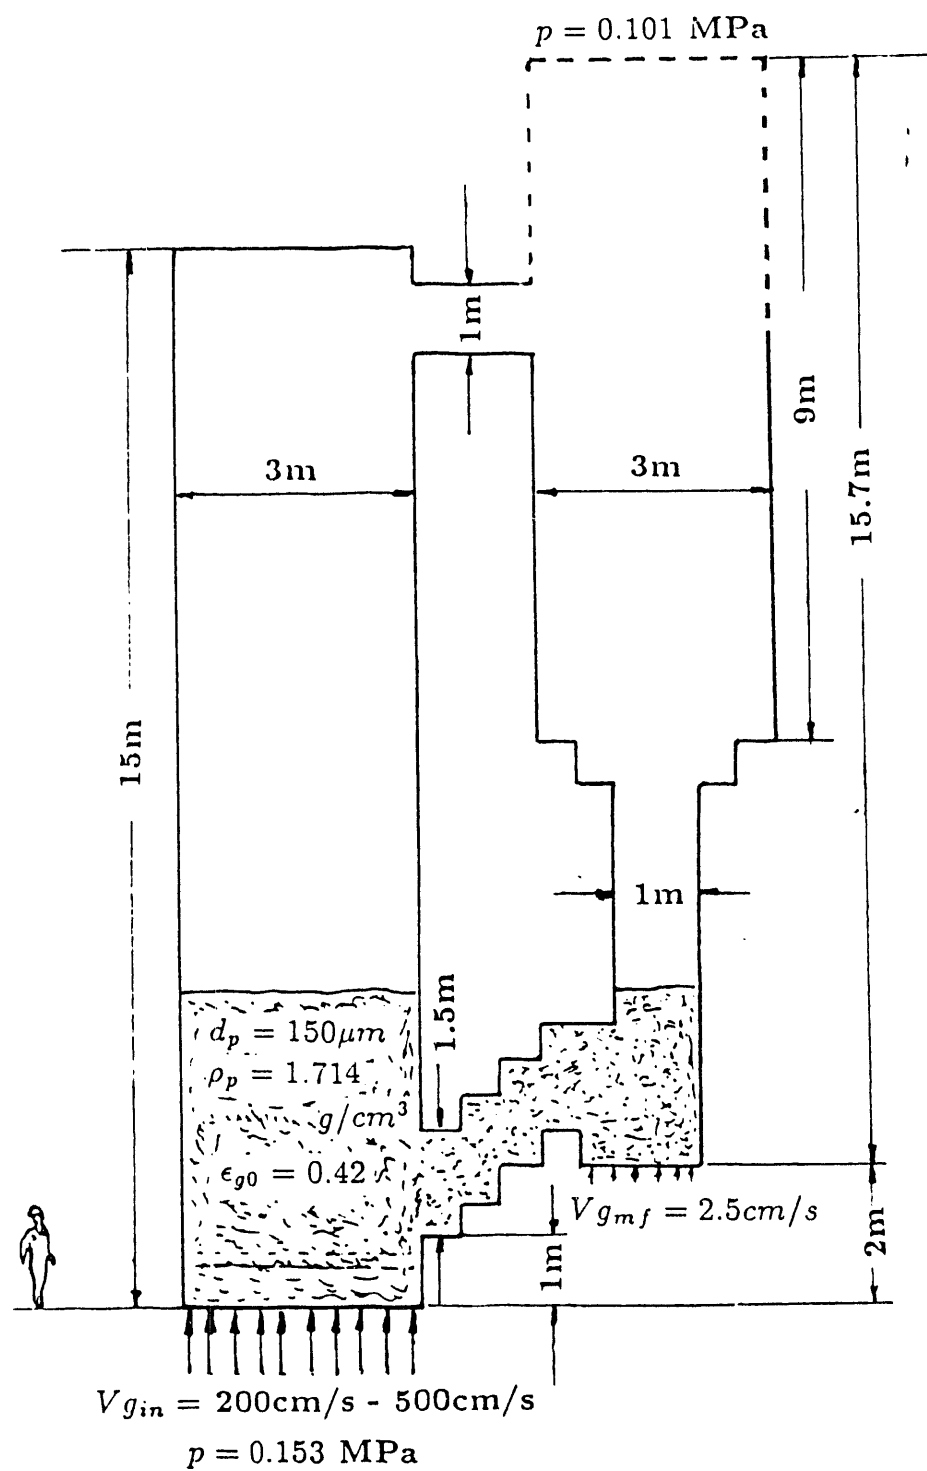 p = 0.101 MPa
1m
9m
3m
3m
15.7m
15m
1m
1.5m
d_p = 150μm
ρ_p = 1.714
g/cm³
ϵ_g0 = 0.42
Vg_mf = 2.5cm/s
2m
1m
Vg_in = 200cm/s - 500cm/s
p = 0.153 MPa